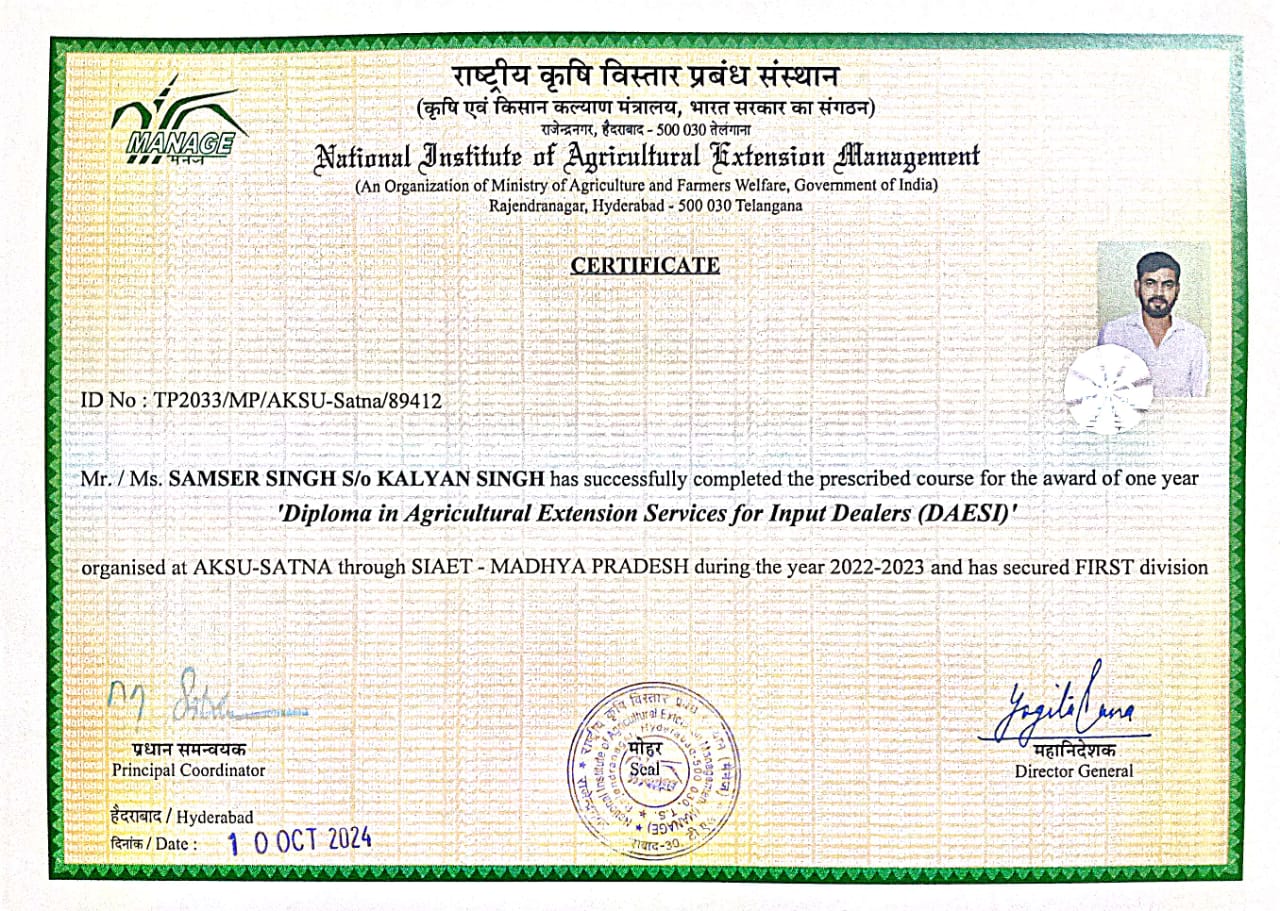 राष्ट्रीय कृषि विस्तार प्रबंध संस्थान
(कृषि एवं किसान कल्याण मंत्रालय, भारत सरकार का संगठन)
राजेन्द्रनगर, हैदराबाद - 500 030 तेलंगाना
MANAGE
मैनेज
National Institute of Agricultural Extension Management
(An Organization of Ministry of Agriculture and Farmers Welfare, Government of India)
Rajendranagar, Hyderabad - 500 030 Telangana
CERTIFICATE
ID No : TP2033/MP/AKSU-Satna/89412
Mr. / Ms. SAMSER SINGH S/o KALYAN SINGH has successfully completed the prescribed course for the award of one year
'Diploma in Agricultural Extension Services for Input Dealers (DAESI)'
organised at AKSU-SATNA through SIAET - MADHYA PRADESH during the year 2022-2023 and has secured FIRST division
प्रधान समन्वयक
Principal Coordinator
मोहर
Seal
महानिदेशक
Director General
हैदराबाद / Hyderabad
दिनांक / Date : 10 OCT 2024